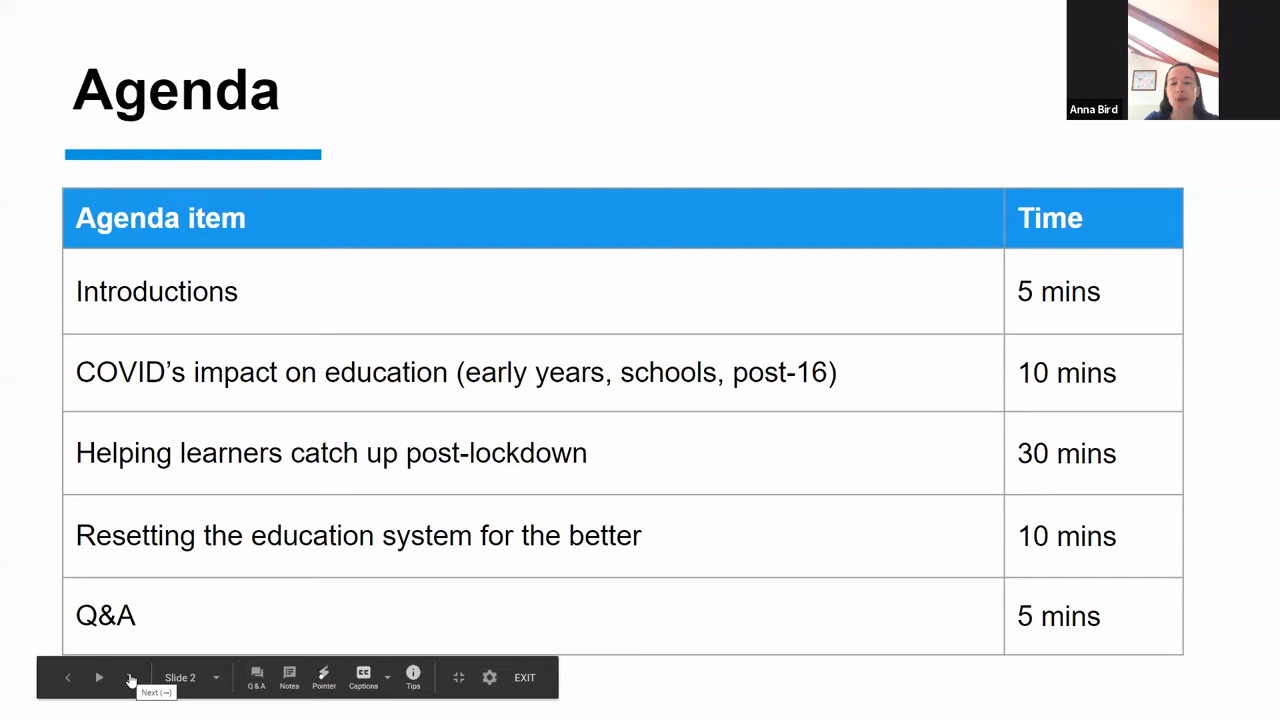 Agenda
Anna Bird
Agenda item Time
Introductions 5 mins
COVID’s impact on education (early years, schools, post-16) 10 mins
Helping learners catch up post-lockdown 30 mins
Resetting the education system for the better 10 mins
Q&A 5 mins
Slide 2 Q & A Notes Pointer Captions Tips EXIT
Next (→)